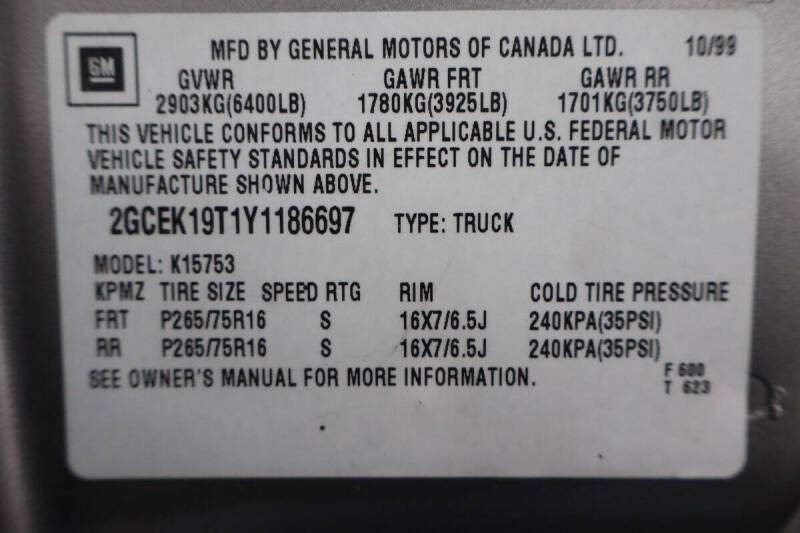 GM
MFD BY GENERAL MOTORS OF CANADA LTD. 10/99
GVWR GAWR FRT GAWR RR
2903KG(6400LB) 1780KG(3925LB) 1701KG(3750LB)
THIS VEHICLE CONFORMS TO ALL APPLICABLE U.S. FEDERAL MOTOR
VEHICLE SAFETY STANDARDS IN EFFECT ON THE DATE OF
MANUFACTURE SHOWN ABOVE.
2GCEK19T1Y1186697 TYPE: TRUCK
MODEL: K15753
KPMZ TIRE SIZE SPEED RTG RIM COLD TIRE PRESSURE
FRT P265/75R16 S 16X7/6.5J 240KPA(35PSI)
RR P265/75R16 S 16X7/6.5J 240KPA(35PSI)
SEE OWNER'S MANUAL FOR MORE INFORMATION.
F 600
T 623